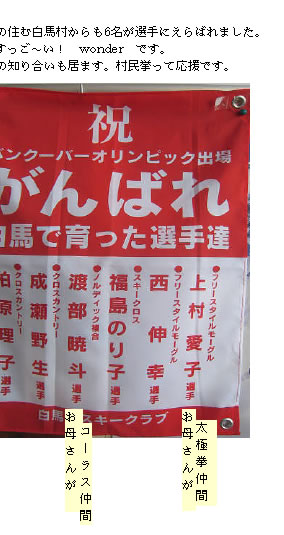 の住む白馬村からも6名が選手にえらばれました。
すっご～い！　wonder　です。
の知り合いも居ます。村民挙って応援です。
祝
バンクーバーオリンピック出場
がんばれ
白馬で育った選手達
●フリースタイルモーグル
上村愛子選手
●フリースタイルモーグル
西伸幸選手
●スキークロス
福島のり子選手
●ノルディック複合
渡部暁斗選手
●クロスカントリー
成瀬野生選手
●クロスカントリー
柏原理子選手
白馬
スキークラブ
太極拳仲間
お母さんが
コーラス仲間
お母さんが